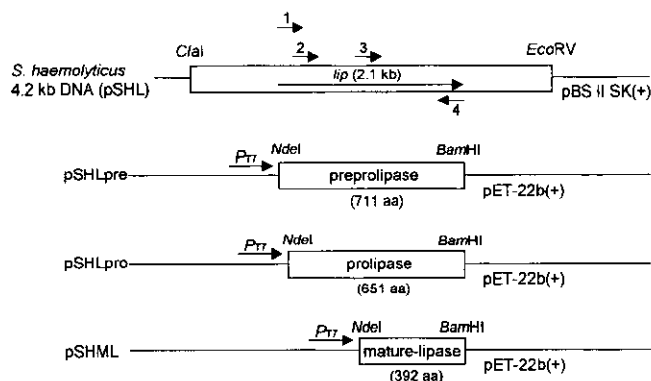 1
ClaI 2 3 EcoRV
S. haemolyticus
4.2 kb DNA (pSHL)
lip (2.1 kb)
4
pBS II SK(+)
PT7 NdeI BamHI
pSHLpre preprolipase pET-22b(+)
(711 aa)
PT7 NdeI BamHI
pSHLpro prolipase pET-22b(+)
(651 aa)
PT7 NdeI BamHI
pSHML mature-lipase pET-22b(+)
(392 aa)